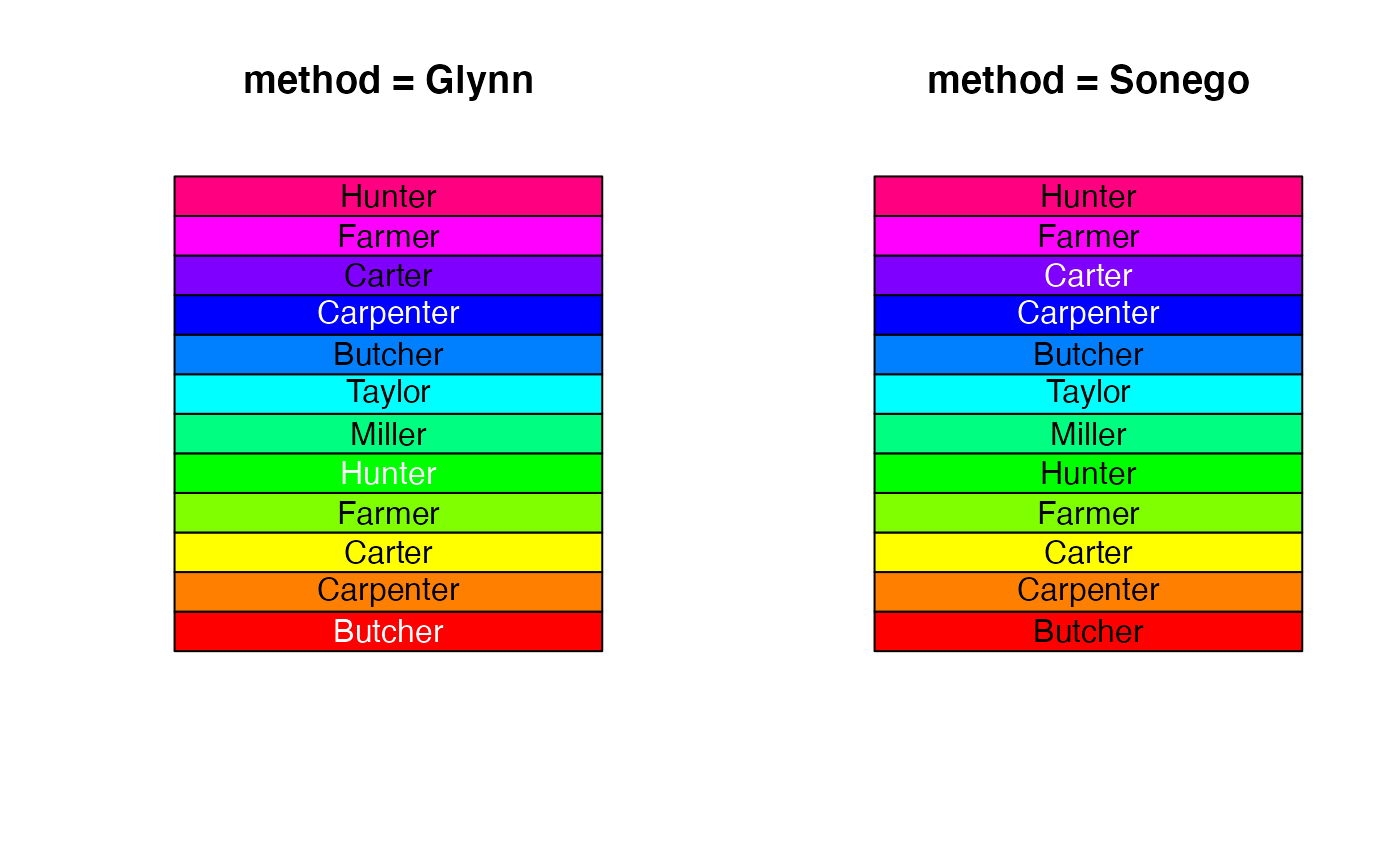 method = Glynn
Hunter
Farmer
Carter
Carpenter
Butcher
Taylor
Miller
Hunter
Farmer
Carter
Carpenter
Butcher
method = Sonego
Hunter
Farmer
Carter
Carpenter
Butcher
Taylor
Miller
Hunter
Farmer
Carter
Carpenter
Butcher